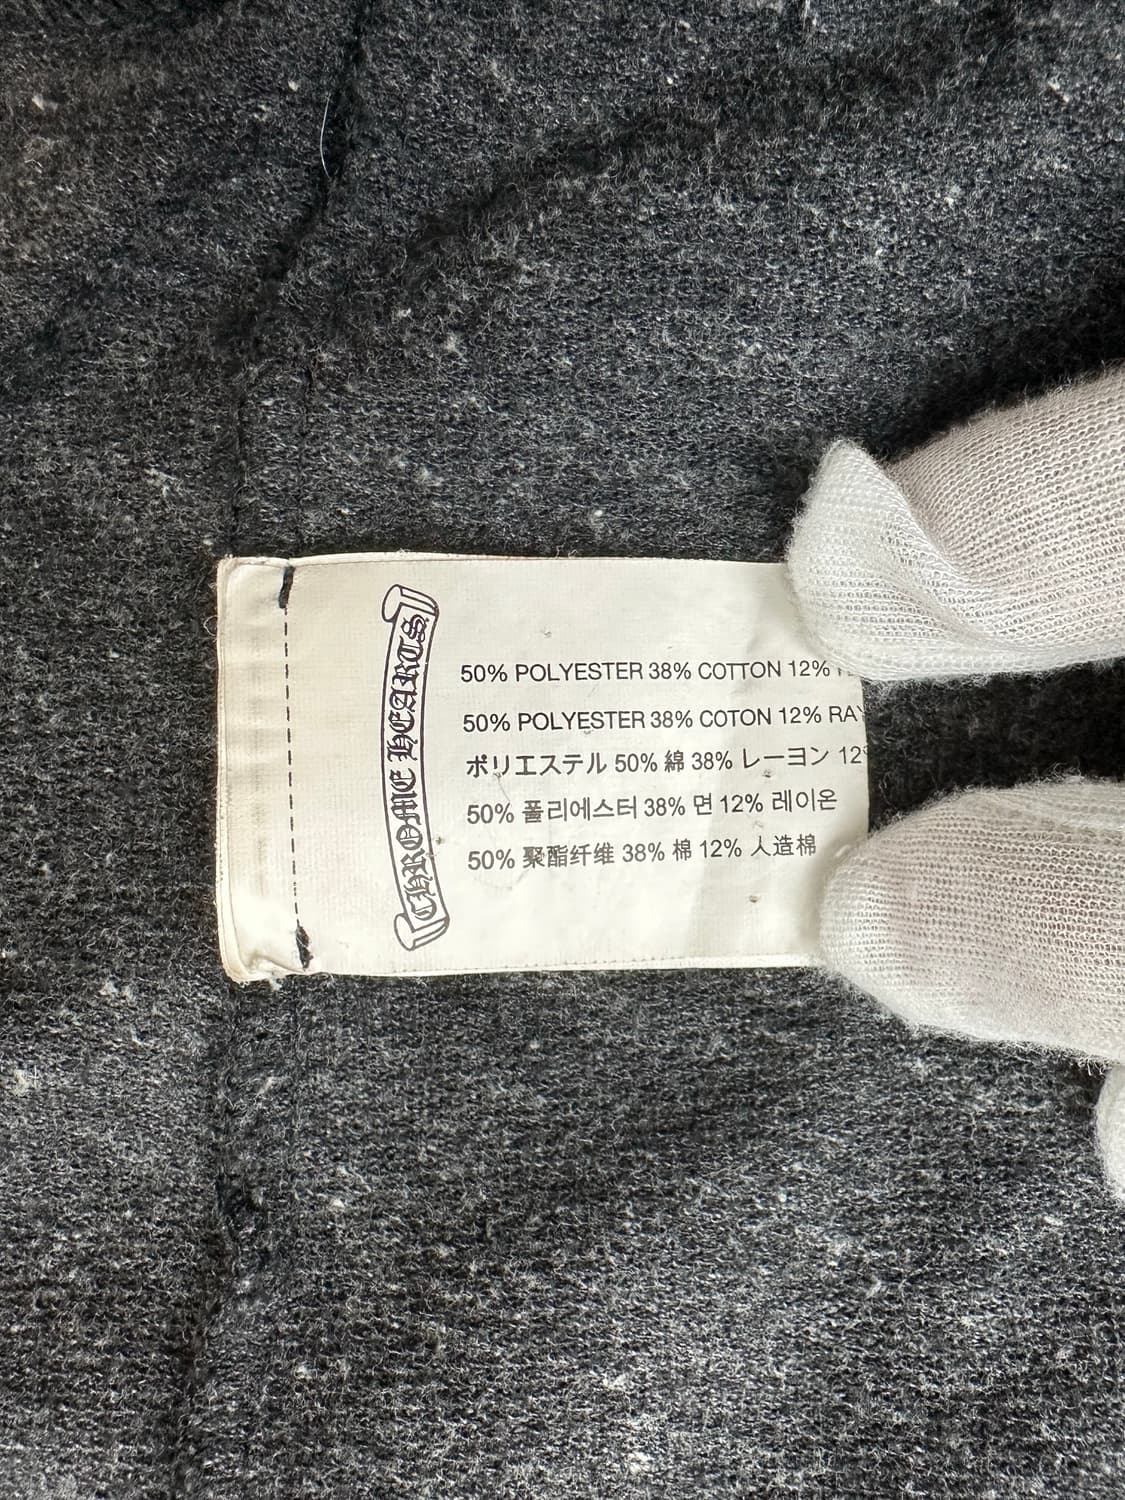 CHROME HEARTS
50% POLYESTER 38% COTTON 12%
50% POLYESTER 38% COTON 12% RAY
ポリエステル 50% 綿 38% レーヨン 12%
50% 폴리에스터 38% 면 12% 레이온
50% 聚酯纤维 38% 棉 12% 人造棉